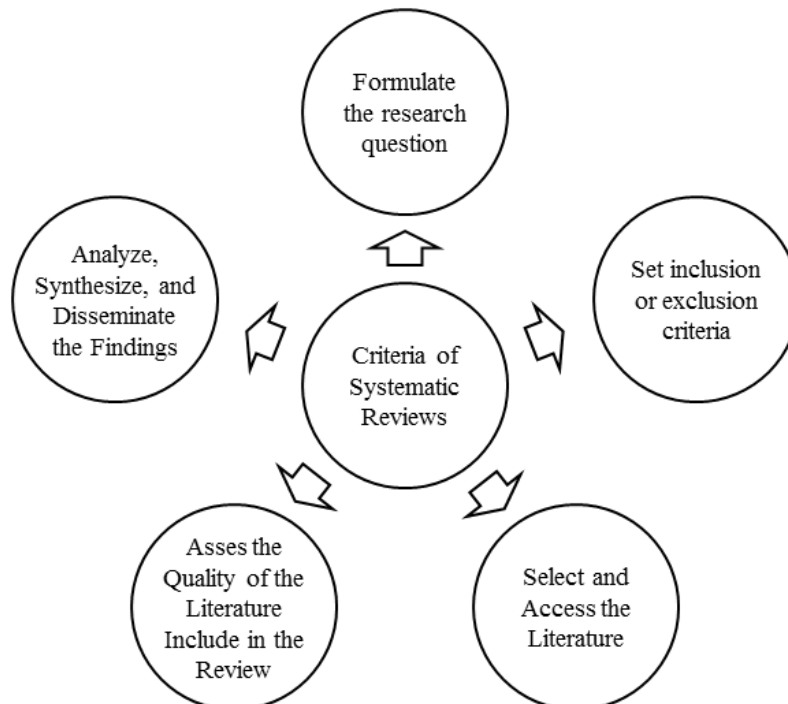 Formulate
the research
question
Analyze,
Synthesize, and
Disseminate
the Findings
Set inclusion
or exclusion
criteria
Criteria of
Systematic
Reviews
Asses the
Quality of the
Literature
Include in the
Review
Select and
Access the
Literature